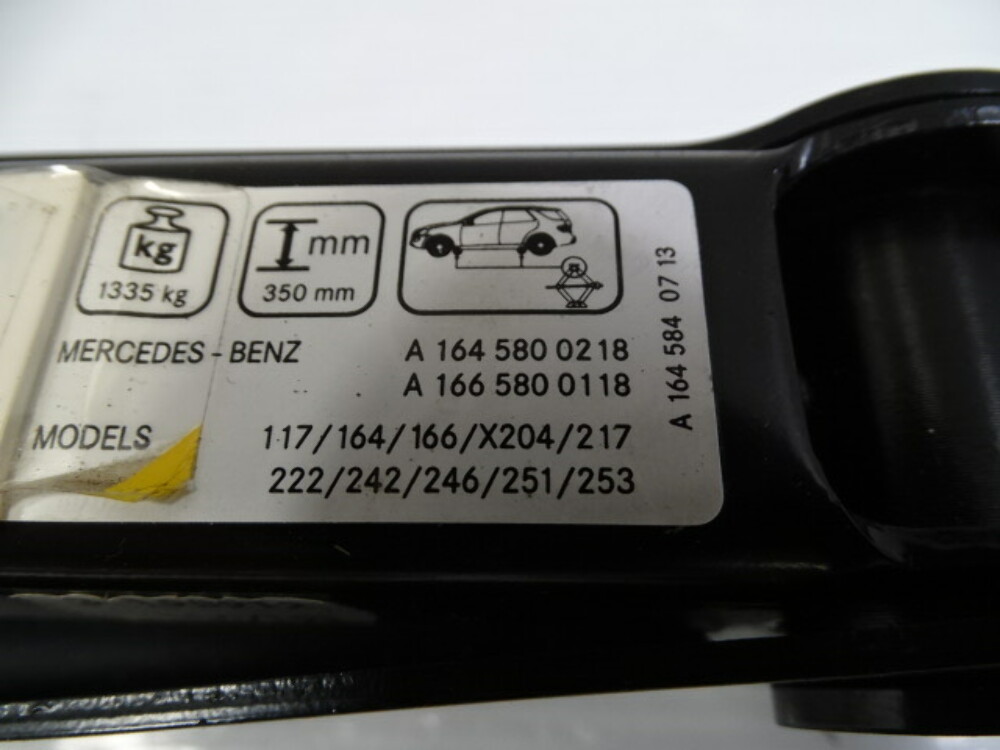 kg
1335 kg
mm
350 mm
MERCEDES - BENZ
A 164 580 0218
A 166 580 0118
MODELS
117/164/166/X204/217
222/242/246/251/253
A 164 584 07 13